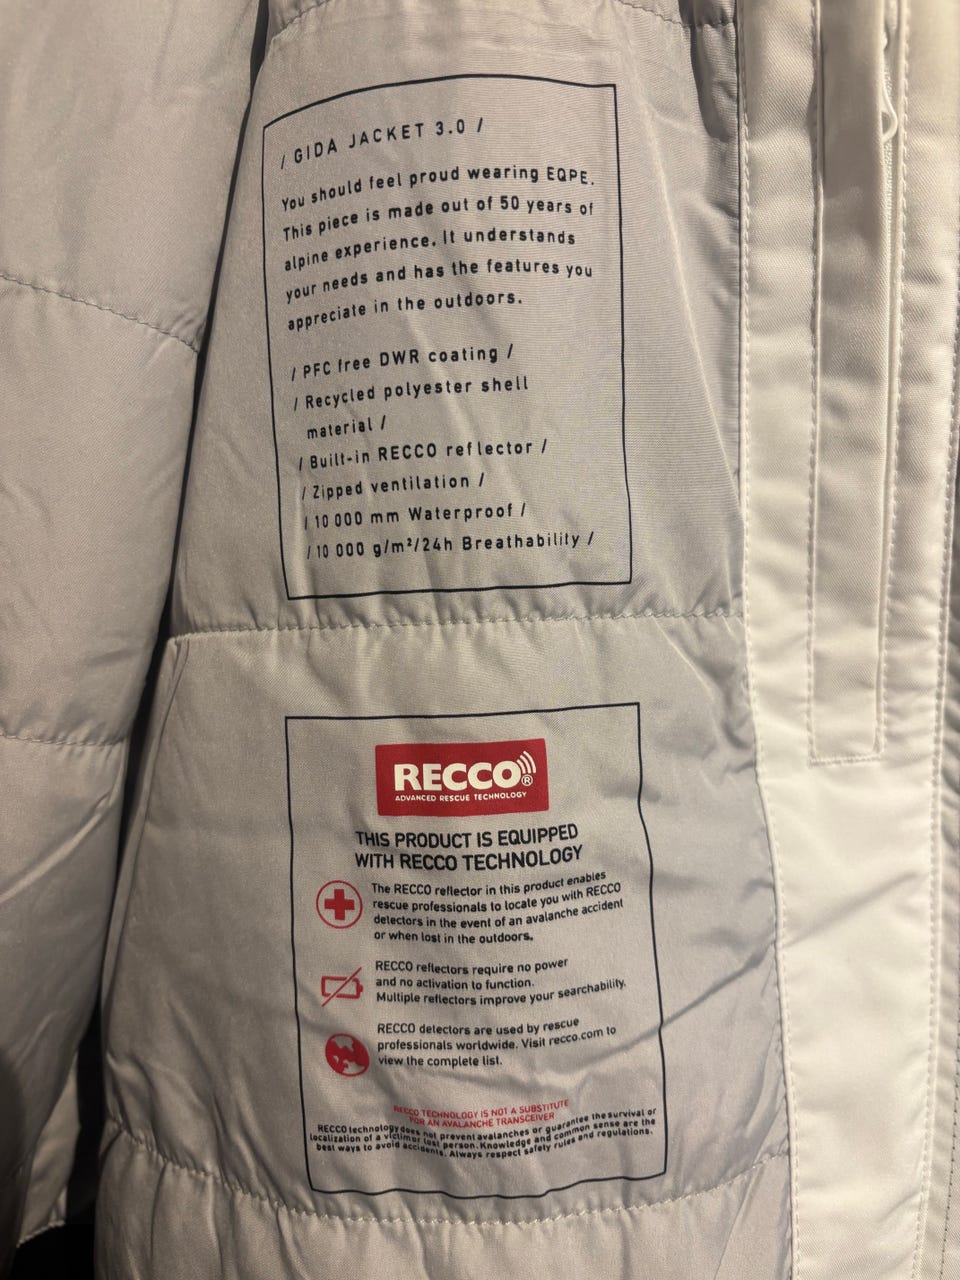 / GIDA JACKET 3.0 /
You should feel proud wearing EQPE.
This piece is made out of 50 years of
alpine experience. It understands
your needs and has the features you
appreciate in the outdoors.
/ PFC free DWR coating /
/ Recycled polyester shell
material /
/ Built-in RECCO reflector /
/ Zipped ventilation /
/ 10 000 mm Waterproof /
/ 10 000 g/m²/24h Breathability /
RECCO®
ADVANCED RESCUE TECHNOLOGY
THIS PRODUCT IS EQUIPPED
WITH RECCO TECHNOLOGY
The RECCO reflector in this product enables
rescue professionals to locate you with RECCO
detectors in the event of an avalanche accident
or when lost in the outdoors.
RECCO reflectors require no power
and no activation to function.
Multiple reflectors improve your searchability.
RECCO detectors are used by rescue
professionals worldwide. Visit recco.com to
view the complete list.
RECCO TECHNOLOGY IS NOT A SUBSTITUTE
FOR AN AVALANCHE TRANSCEIVER
RECCO technology does not prevent avalanches or guarantee the survival or
localization of a victim or lost person. Knowledge and common sense are the
best ways to avoid accidents. Always respect safety rules and regulations.